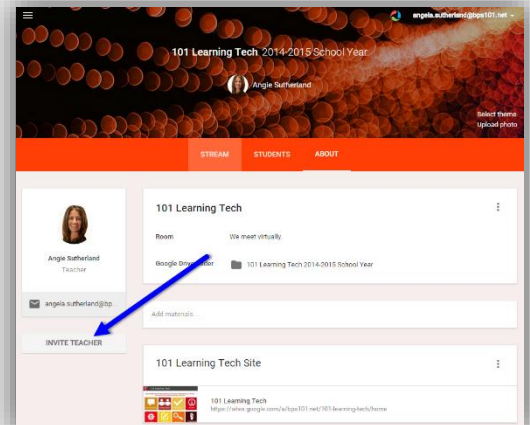 angela.sutherland@bps101.net
101 Learning Tech 2014-2015 School Year
Angie Sutherland
Select theme
Upload photo
STREAM STUDENTS ABOUT
101 Learning Tech
Room We meet virtually.
Angie Sutherland
Teacher
Google Drive 101 Learning Tech 2014-2015 School Year
angela.sutherland@bp...
Add materials...
INVITE TEACHER
101 Learning Tech Site
101 Learning Tech
https://sites.google.com/a/bps101.net/101-learning-tech/home